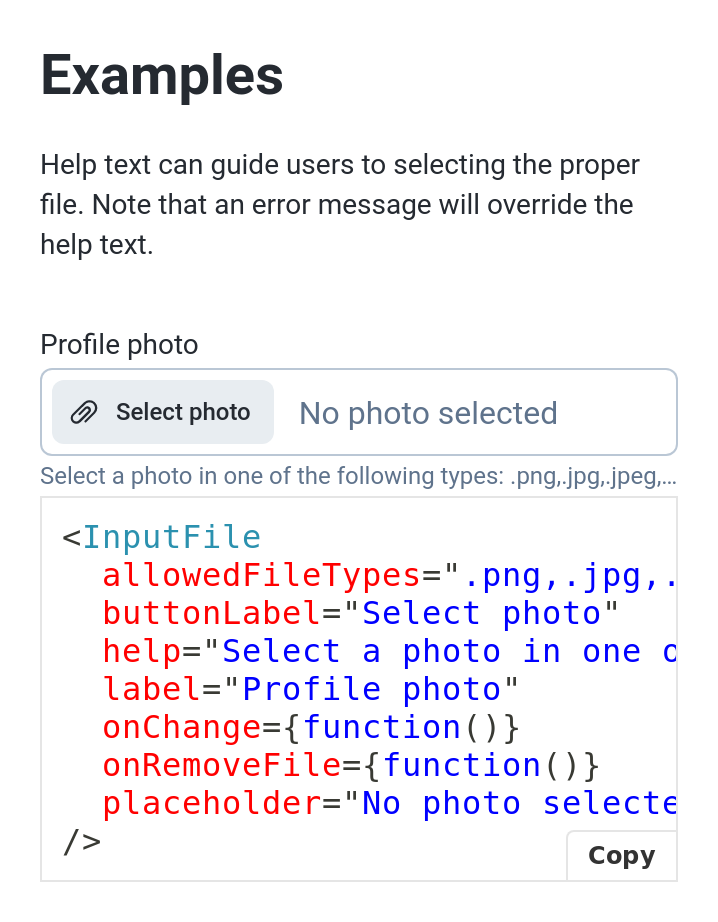 Examples
Help text can guide users to selecting the proper
file. Note that an error message will override the
help text.
Profile photo
Select photo
No photo selected
Select a photo in one of the following types: .png,.jpg,.jpeg,…
<InputFile
allowedFileTypes=".png,.jpg,.
buttonLabel="Select photo"
help="Select a photo in one
label="Profile photo"
onChange={function()}
onRemoveFile={function()}
placeholder="No photo selecte
/>
Copy